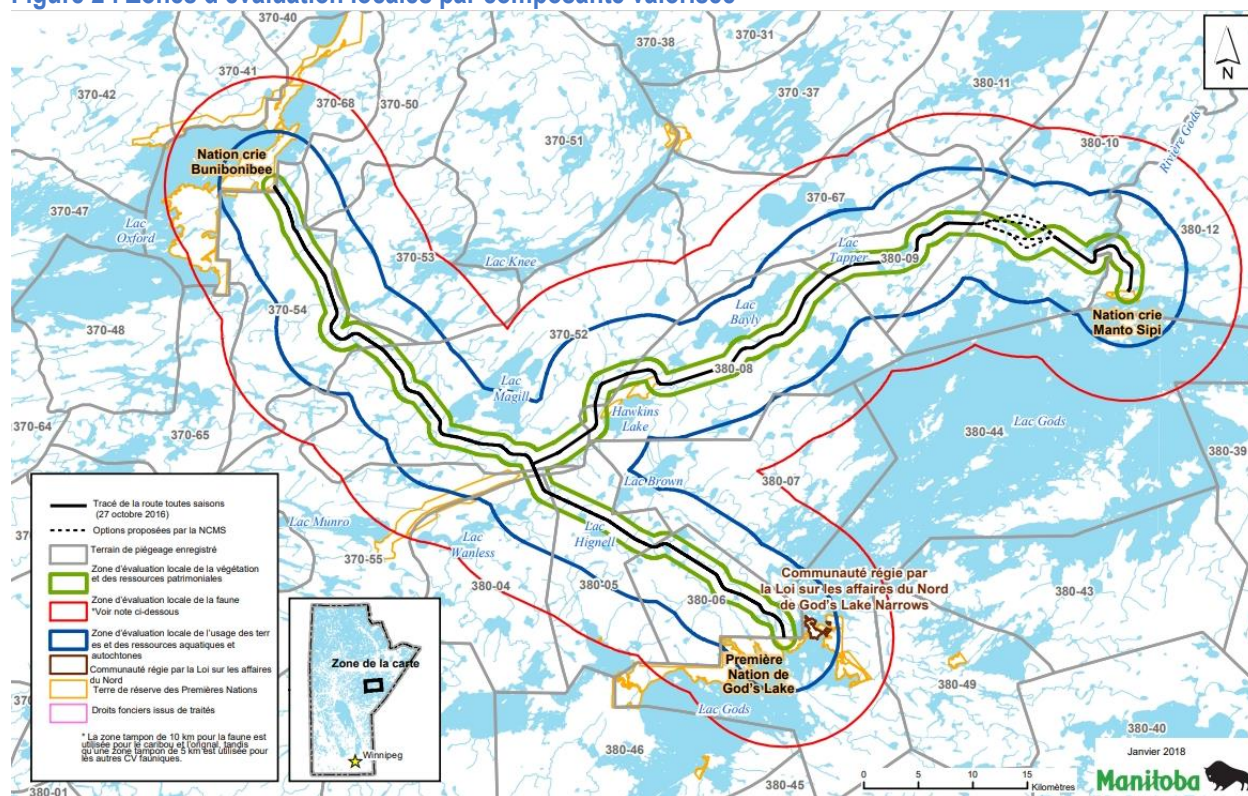 Figure 2 : Zones d'évaluation locales par composante valorisée
370-40
370-41
370-42
370-68
370-50
370-38
370-31
370 -37
380-11
N
370-51
380-10
Rivière Gods
Nation crie
Bunibonibee
370-47
Lac
Oxford
370-67
380-12
370-53
Lac Knee
Lac
Tapper
380-09
370-48
370-54
370-52
Lac
Bayly
Nation crie
Manto Sipi
380-08
Lac
Magill
Hawkins
Lake
370-64
370-65
380-44
Lac Gods
380-39
380-07
Lac Brown
Lac Munro
Lac
Hignell
Lac
Wanless
370-55
380-04
380-05
380-06
Communauté régie par
la Loi sur les affaires du Nord
de God's Lake Narrows
380-43
Première
Nation de
God's Lake
380-49
Lac Gods
380-46
380-40
380-45
380-01
Tracé de la route toutes saisons
(27 octobre 2016)
Options proposées par la NCMS
Terrain de piégeage enregistré
Zone d'évaluation locale de la végétation
et des ressources patrimoniales
Zone d'évaluation locale de la faune
*Voir note ci-dessous
Zone d'évaluation locale de l'usage des terr
es et des ressources aquatiques et
autochtones
Communauté régie par la Loi sur les affaires
du Nord
Terre de réserve des Premières Nations
Droits fonciers issus de traités
* La zone tampon de 10 km pour la faune est
utilisée pour le caribou et l'orignal, tandis
qu'une zone tampon de 5 km est utilisée pour
les autres CV fauniques.
Zone de la carte
Winnipeg
0 5 10 15
Kilomètres
Janvier 2018
Manitoba